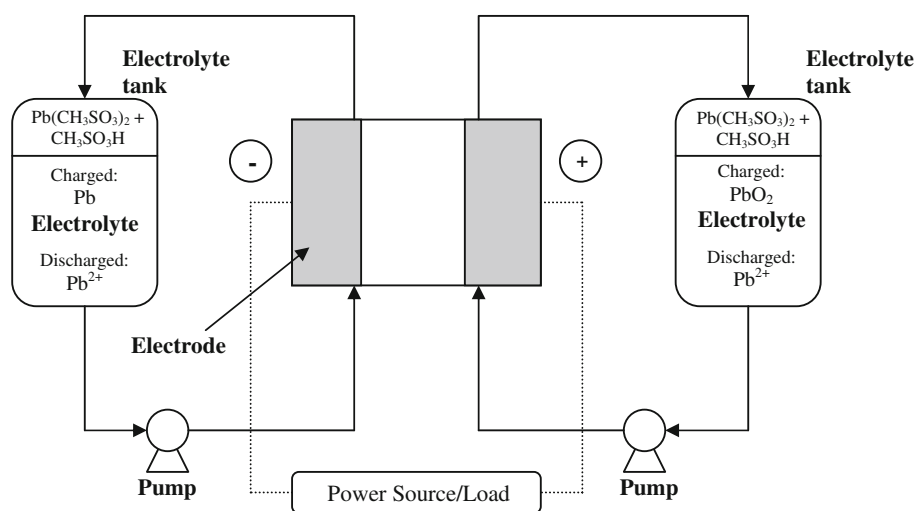 Electrolyte
tank
Pb(CH₃SO₃)₂ +
CH₃SO₃H
Charged:
Pb
Electrolyte
Discharged:
Pb²⁺
-
+
Electrolyte
tank
Pb(CH₃SO₃)₂ +
CH₃SO₃H
Charged:
PbO₂
Electrolyte
Discharged:
Pb²⁺
Electrode
Pump
Power Source/Load
Pump